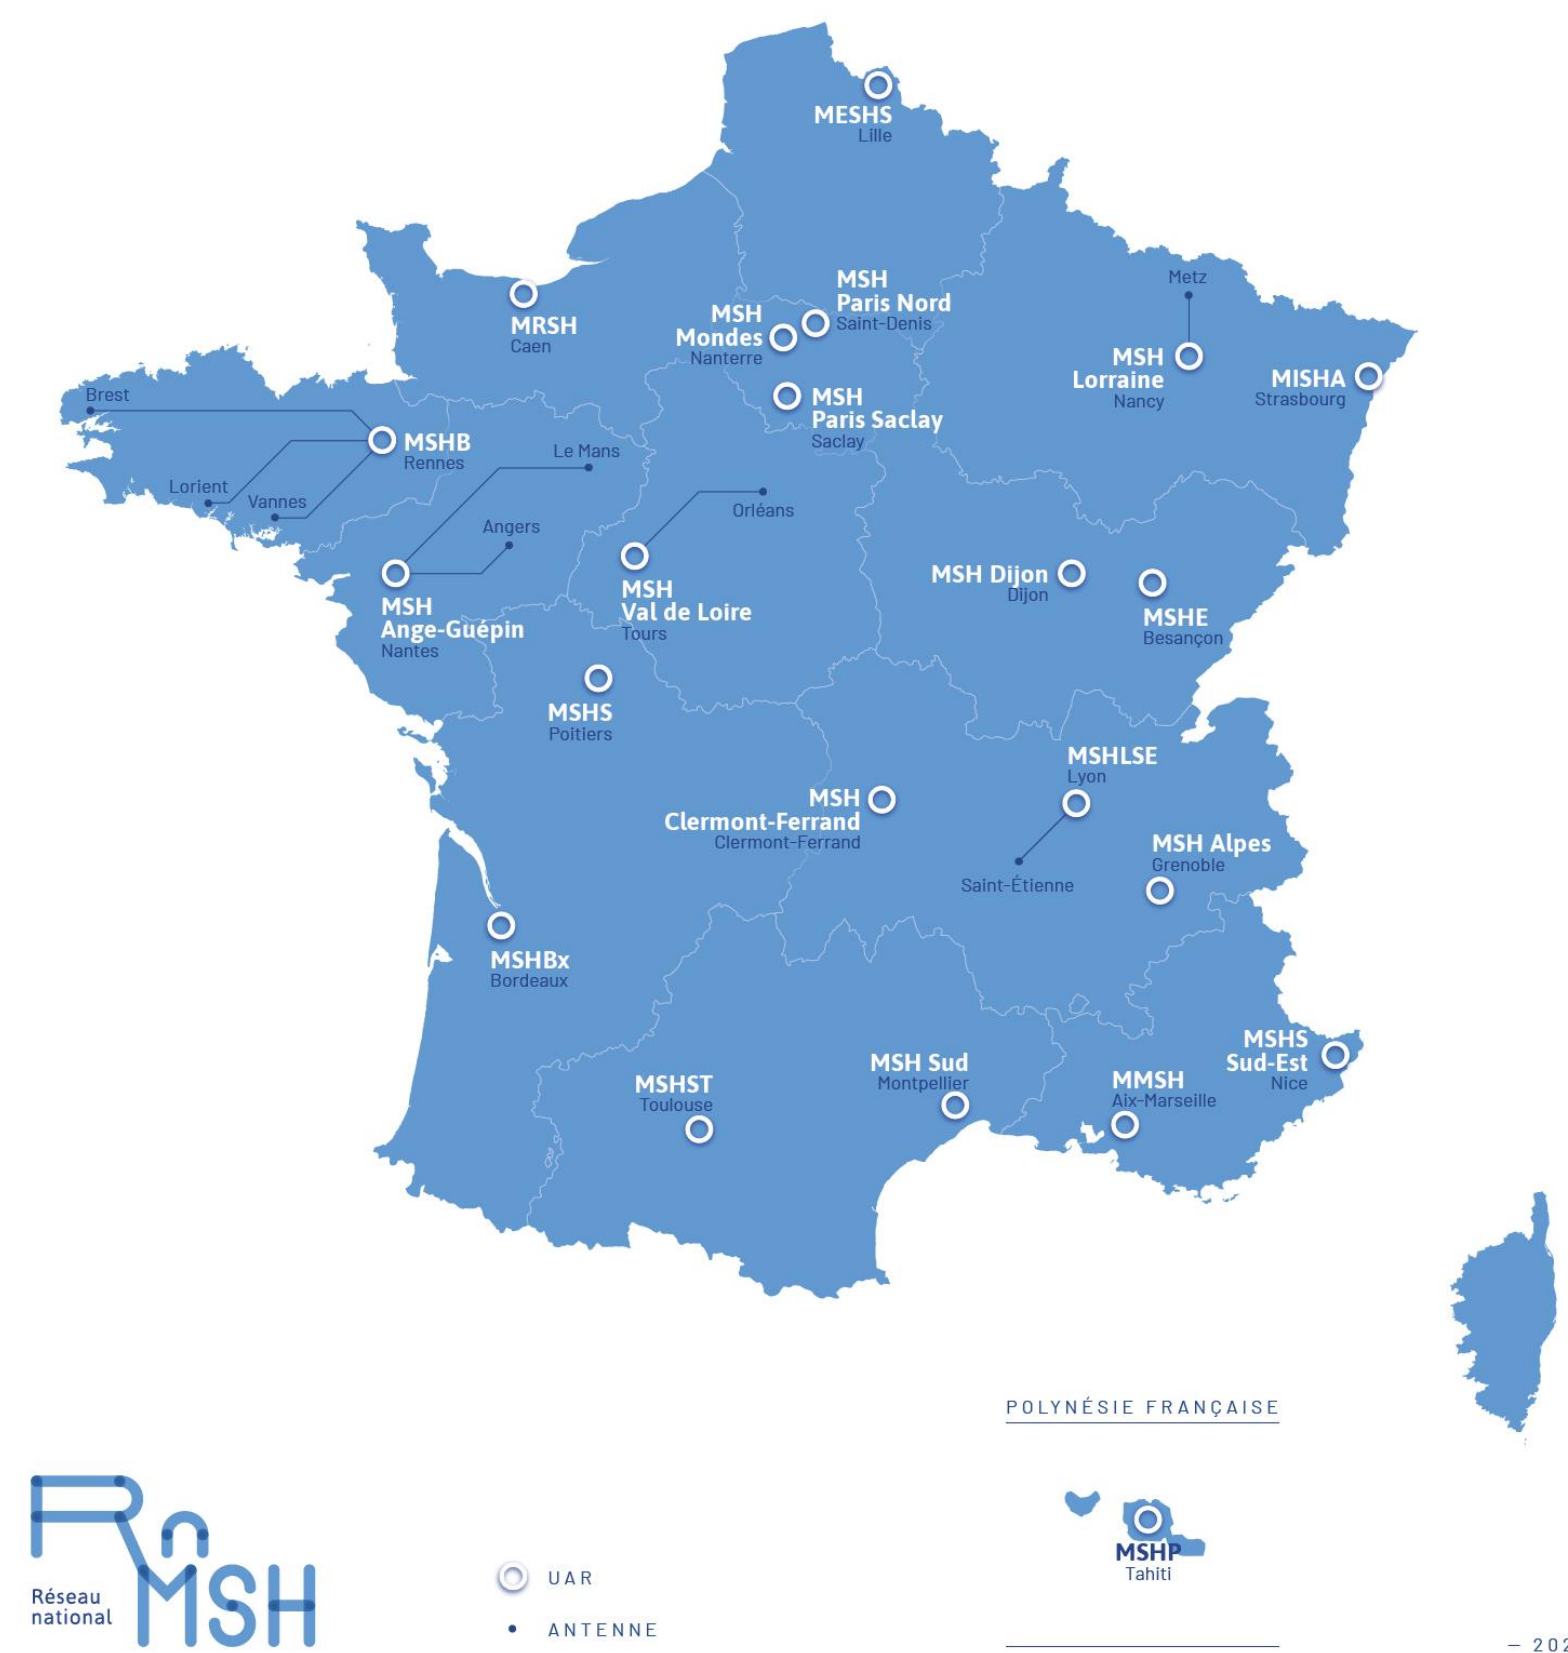 MESHS
Lille
MSH
Paris Nord
Saint-Denis
MSH
Mondes
Nanterre
MRSH
Caen
Metz
MSH
Lorraine
Nancy
MISHA
Strasbourg
MSH
Paris Saclay
Saclay
Brest
MSHB
Rennes
Lorient
Vannes
Le Mans
Angers
Orléans
MSH
Ange-Guépin
Nantes
MSH
Val de Loire
Tours
MSH Dijon
Dijon
MSHE
Besançon
MSHS
Poitiers
MSHLSE
Lyon
MSH
Clermont-Ferrand
Clermont-Ferrand
Saint-Étienne
MSH Alpes
Grenoble
MSHBx
Bordeaux
MSHST
Toulouse
MSH Sud
Montpellier
MMSH
Aix-Marseille
MSHS
Sud-Est
Nice
POLYNÉSIE FRANÇAISE
MSHP
Tahiti
Rn
MSH
Réseau
national
UAR
ANTENNE